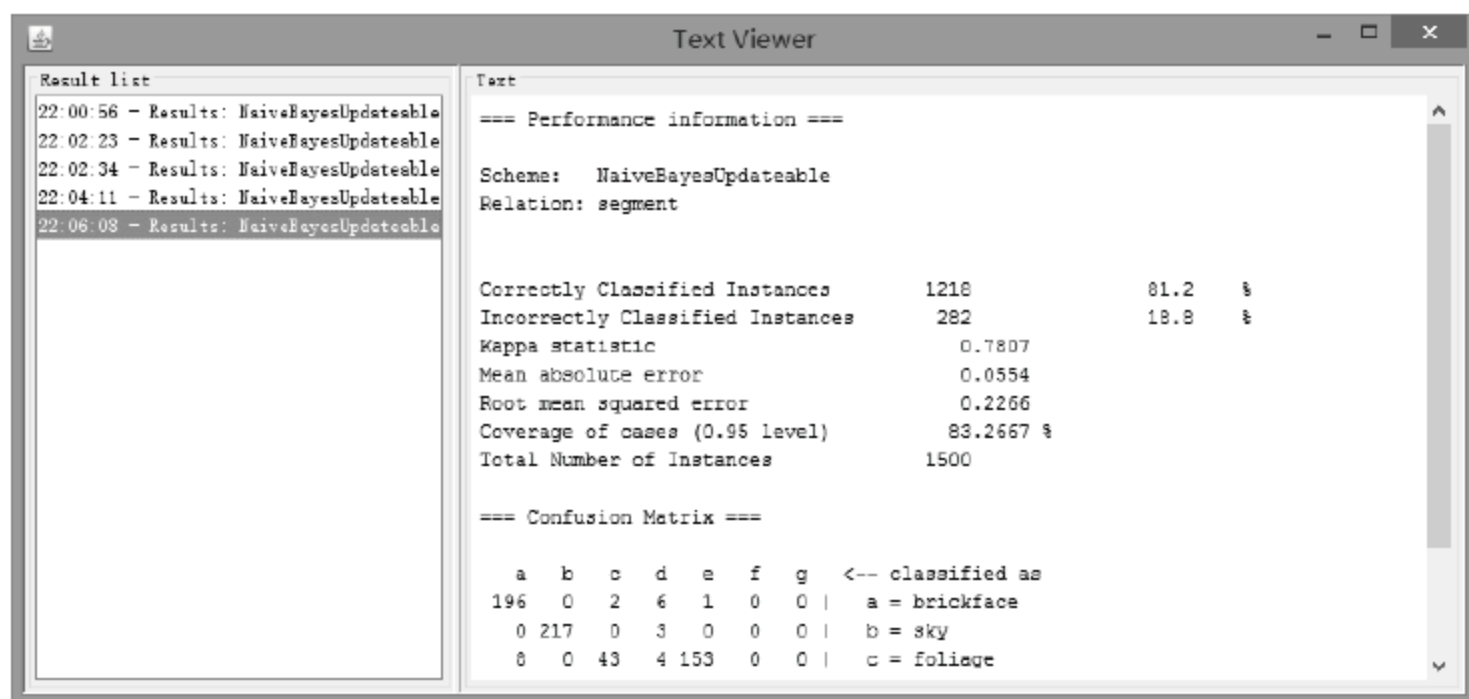 Text Viewer
Result list
22:00:56 - Results: NaiveBayesUpdateable
22:02:23 - Results: NaiveBayesUpdateable
22:02:34 - Results: NaiveBayesUpdateable
22:04:11 - Results: NaiveBayesUpdateable
22:06:08 - Results: NaiveBayesUpdateable
Text
=== Performance information ===
Scheme: NaiveBayesUpdateable
Relation: segment
Correctly Classified Instances 1218 81.2 %
Incorrectly Classified Instances 282 18.8 %
Kappa statistic 0.7807
Mean absolute error 0.0554
Root mean squared error 0.2266
Coverage of cases (0.95 level) 83.2667 %
Total Number of Instances 1500
=== Confusion Matrix ===
a b c d e f g <-- classified as
196 0 2 6 1 0 0 | a = brickface
0 217 0 3 0 0 0 | b = sky
8 0 43 4 153 0 0 | c = foliage